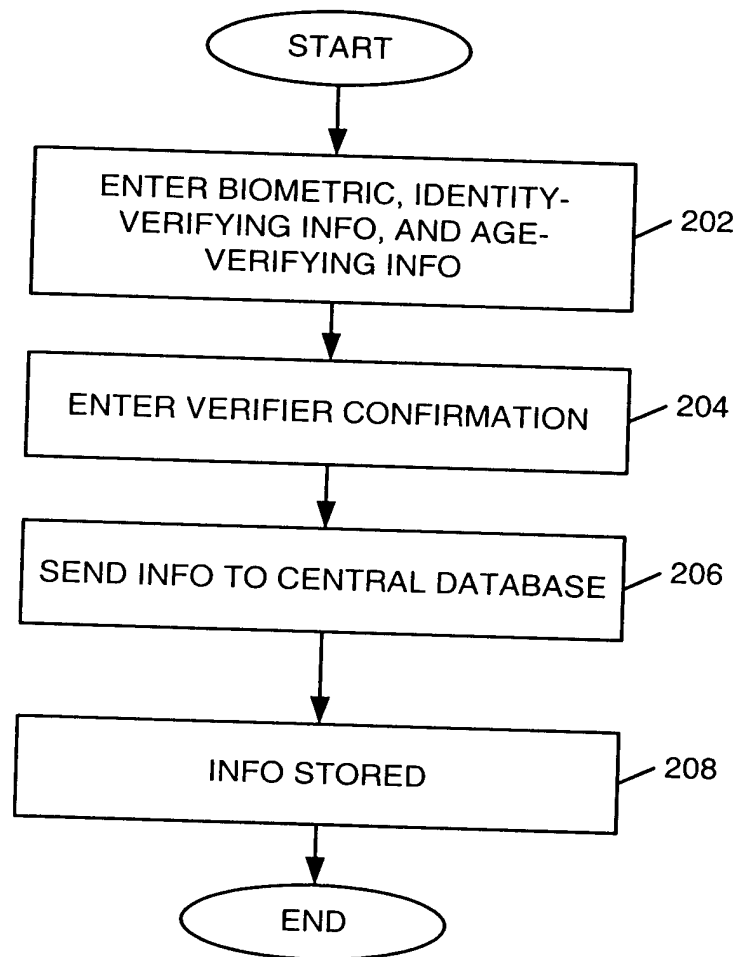 START
ENTER BIOMETRIC, IDENTITY-
VERIFYING INFO, AND AGE-
VERIFYING INFO
202
ENTER VERIFIER CONFIRMATION
204
SEND INFO TO CENTRAL DATABASE
206
INFO STORED
208
END